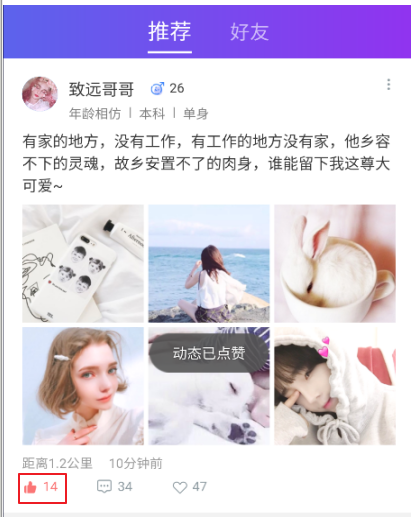 推荐 好友
致远哥哥 26
年龄相仿 | 本科 | 单身
有家的地方，没有工作，有工作的地方没有家，他乡容
不下的灵魂，故乡安置不了的肉身，谁能留下我这尊大
可爱~
动态已点赞
距离1.2公里 10分钟前
14 34 47